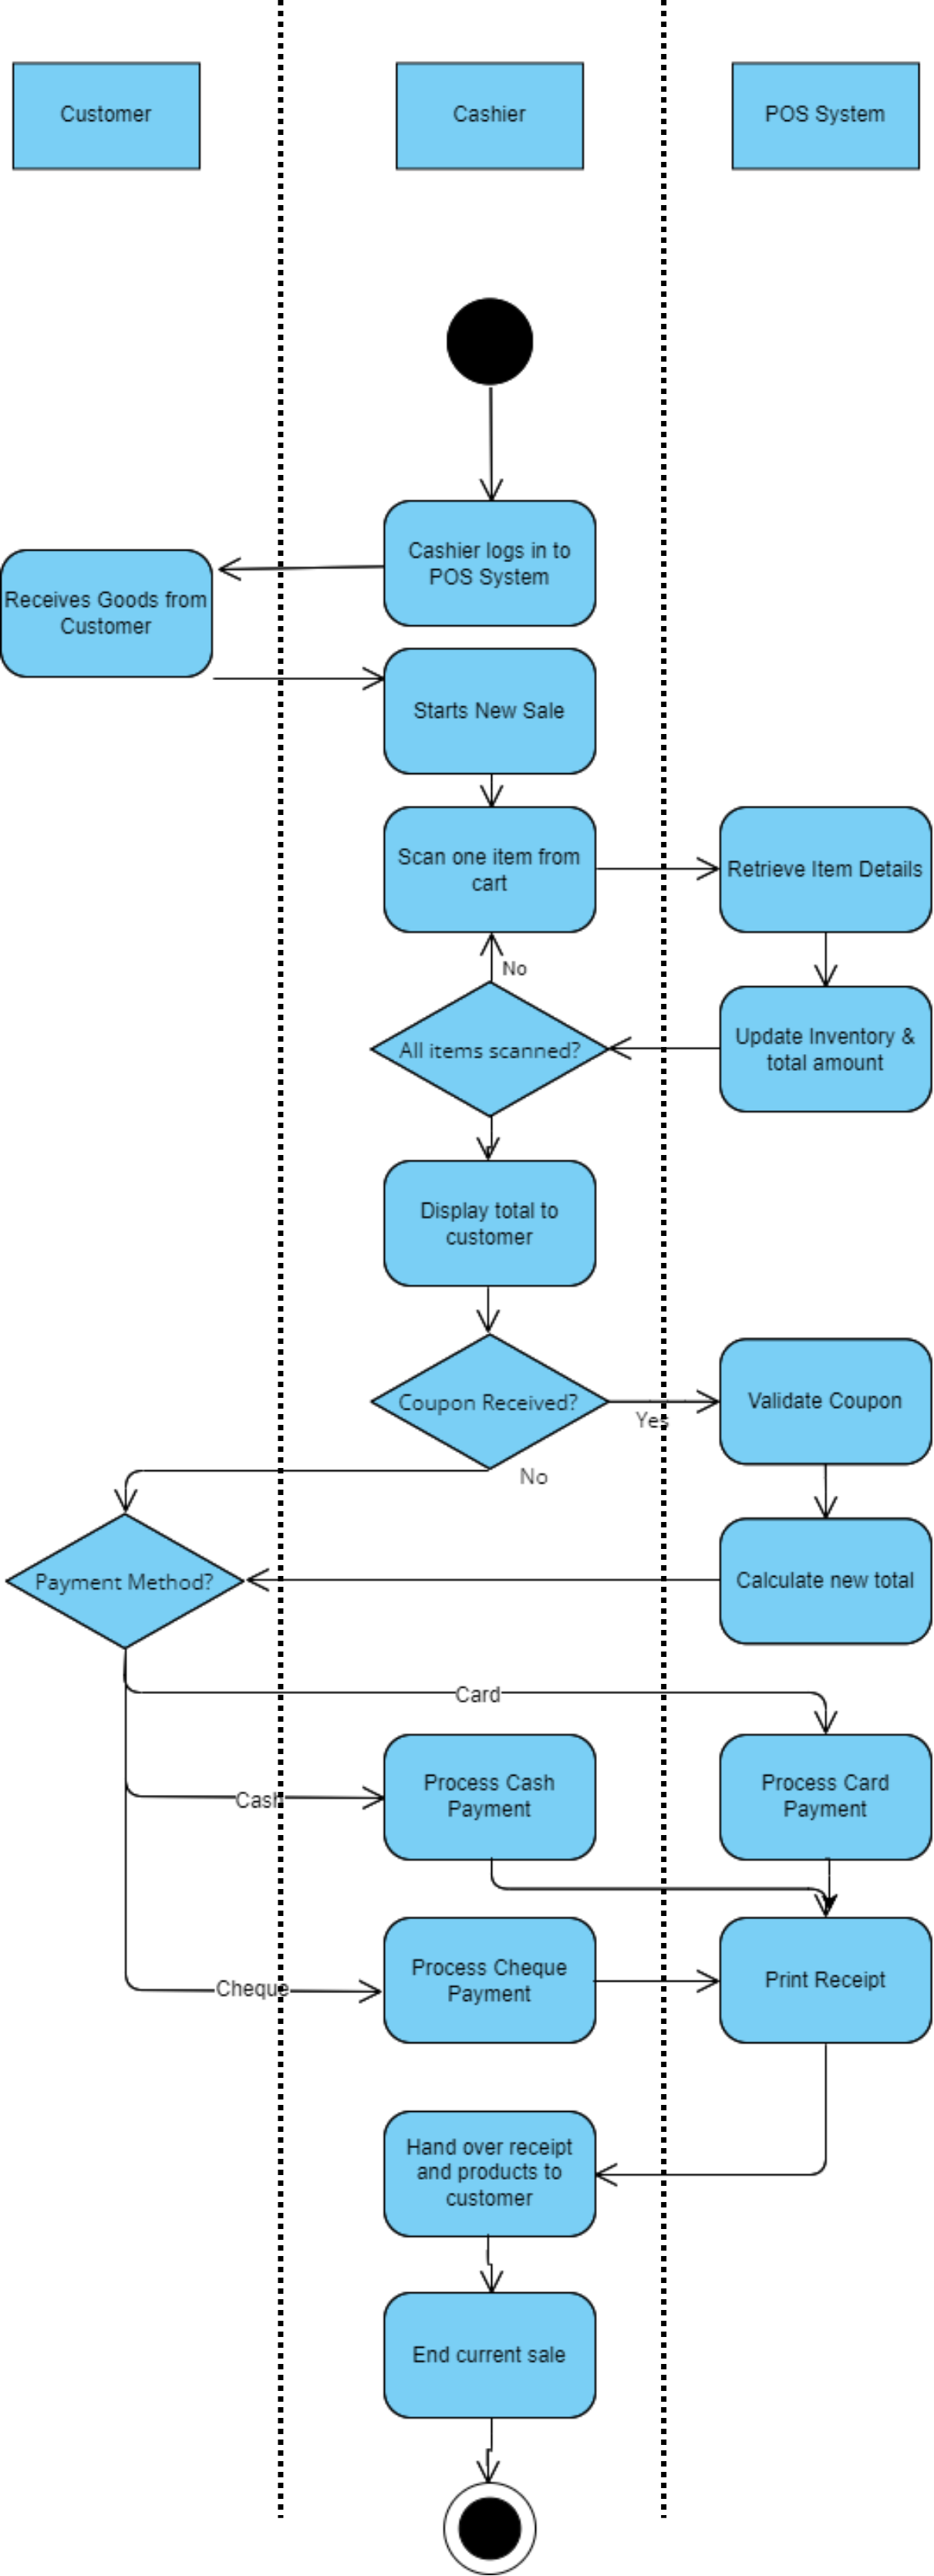 Customer
Cashier
POS System
Cashier logs in to
POS System
Receives Goods from
Customer
Starts New Sale
Scan one item from
cart
Retrieve Item Details
No
All items scanned?
Update Inventory &
total amount
Display total to
customer
Coupon Received?
Yes
Validate Coupon
No
Payment Method?
Calculate new total
Card
Process Cash
Payment
Process Card
Payment
Cash
Process Cheque
Payment
Print Receipt
Cheque
Hand over receipt
and products to
customer
End current sale